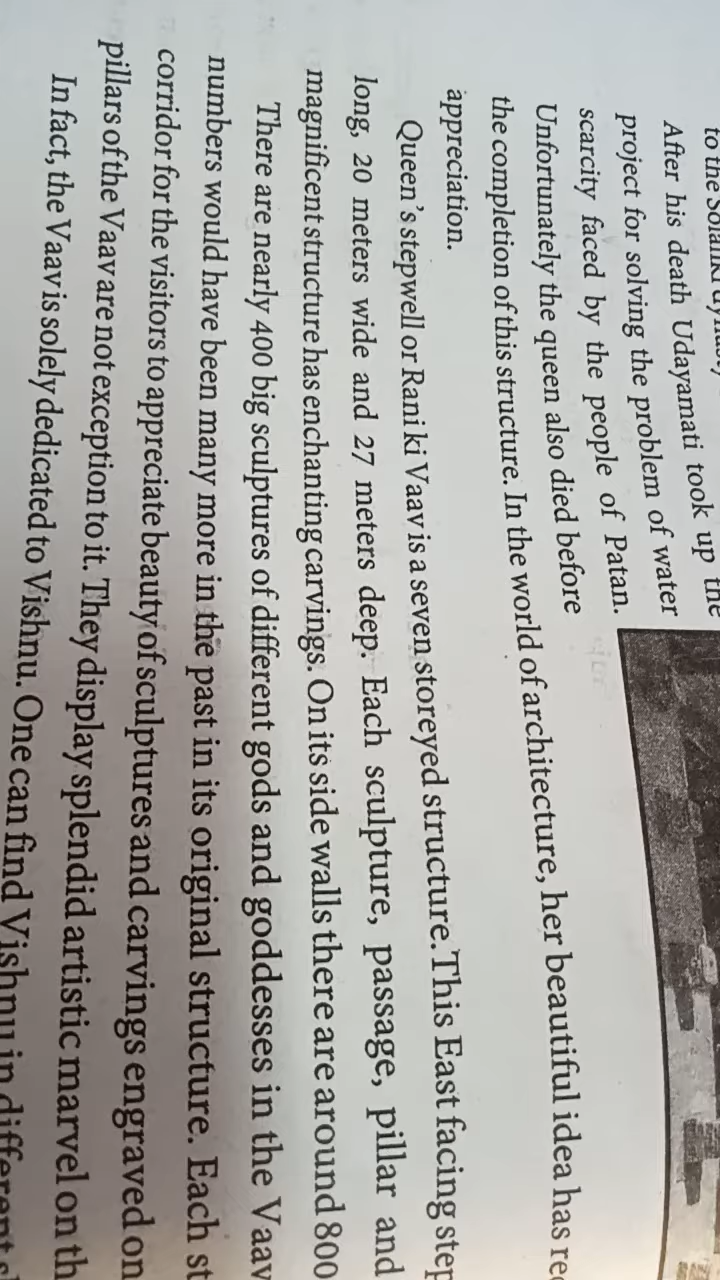 to the Solanki
After his death Udayamati took up the
project for solving the problem of water
scarcity faced by the people of Patan.
Unfortunately the queen also died before
the completion of this structure. In the world of architecture, her beautiful idea has
appreciation.
Queen's stepwell or Rani ki Vaav is a seven storeyed structure. This East facing step
long, 20 meters wide and 27 meters deep. Each sculpture, passage, pillar and
magnificent structure has enchanting carvings. On its side walls there are around 800
There are nearly 400 big sculptures of different gods and goddesses in the Vaav
numbers would have been many more in the past in its original structure. Each st
corridor for the visitors to appreciate beauty of sculptures and carvings engraved on
pillars of the Vaav are not exception to it. They display splendid artistic marvel on th
In fact, the Vaav is solely dedicated to Vishnu. One can find Vishnu in different